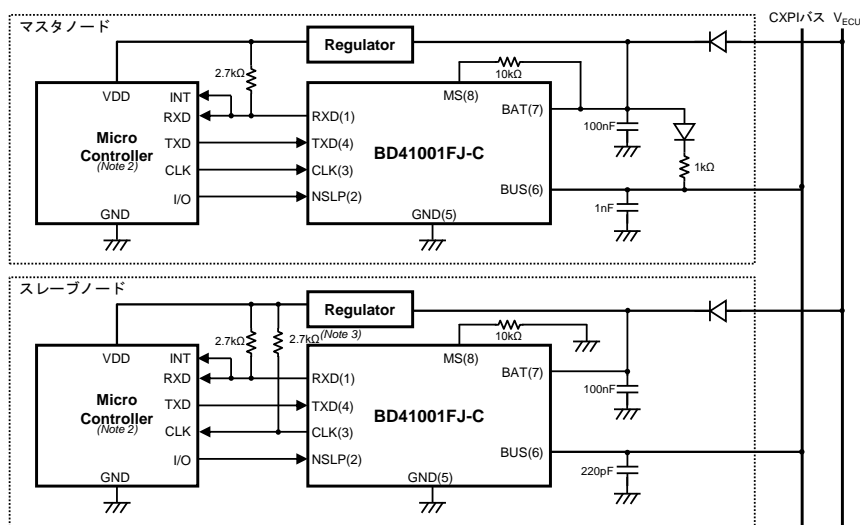 CXPIバス VECU
マスタノード
Regulator
2.7kΩ
10kΩ
VDD
INT
RXD
Micro
Controller
(Note 2)
TXD
CLK
I/O
GND
MS(8)
RXD(1)
TXD(4)
CLK(3)
NSLP(2)
BD41001FJ-C
BAT(7)
BUS(6)
GND(5)
100nF
1kΩ
1nF
スレーブノード
Regulator
2.7kΩ
2.7kΩ
(Note 3)
10kΩ
VDD
INT
RXD
Micro
Controller
(Note 2)
TXD
CLK
I/O
GND
MS(8)
RXD(1)
TXD(4)
CLK(3)
NSLP(2)
BD41001FJ-C
BAT(7)
BUS(6)
GND(5)
100nF
220pF